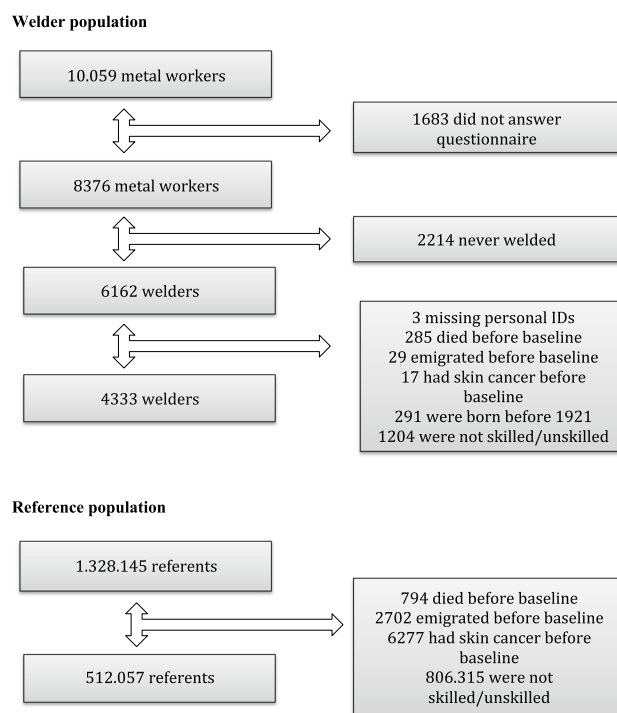 Welder population
10.059 metal workers
1683 did not answer
questionnaire
8376 metal workers
2214 never welded
6162 welders
3 missing personal IDs
285 died before baseline
29 emigrated before baseline
17 had skin cancer before
baseline
291 were born before 1921
1204 were not skilled/unskilled
4333 welders
Reference population
1.328.145 referents
794 died before baseline
2702 emigrated before baseline
6277 had skin cancer before
baseline
806.315 were not
skilled/unskilled
512.057 referents